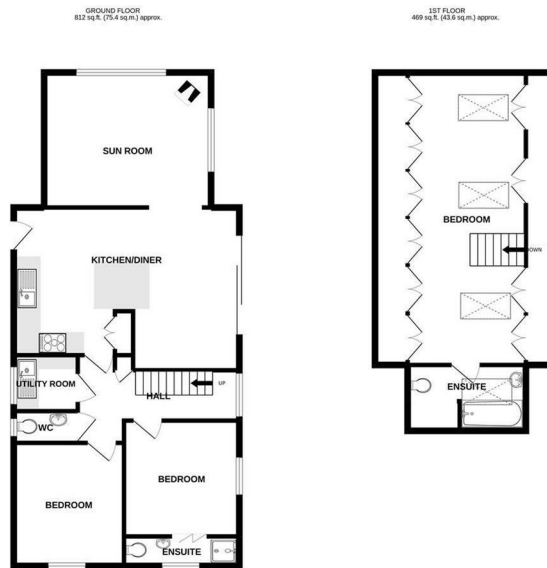 GROUND FLOOR
812 sq.ft. (75.4 sq.m.) approx.
SUN ROOM
KITCHEN/DINER
UTILITY ROOM
UP
HALL
WC
BEDROOM
BEDROOM
ENSUITE
1ST FLOOR
469 sq.ft. (43.6 sq.m.) approx.
BEDROOM
DOWN
ENSUITE